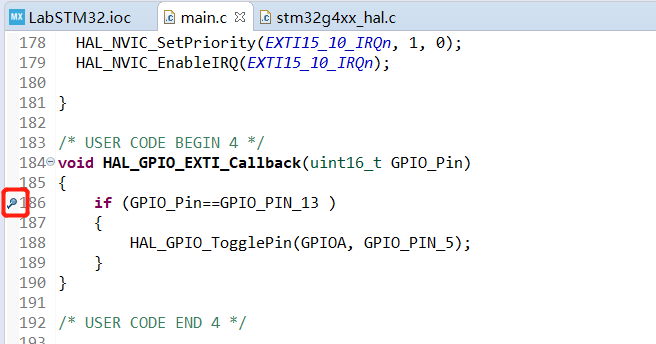 MX LabSTM32.ioc main.c stm32g4xx_hal.c
178 HAL_NVIC_SetPriority(EXTI15_10_IRQn, 1, 0);
179 HAL_NVIC_EnableIRQ(EXTI15_10_IRQn);
180
181 }
182
183 /* USER CODE BEGIN 4 */
184 void HAL_GPIO_EXTI_Callback(uint16_t GPIO_Pin)
185 {
186 if (GPIO_Pin==GPIO_PIN_13 )
187 {
188 HAL_GPIO_TogglePin(GPIOA, GPIO_PIN_5);
189 }
190 }
191
192 /* USER CODE END 4 */
193